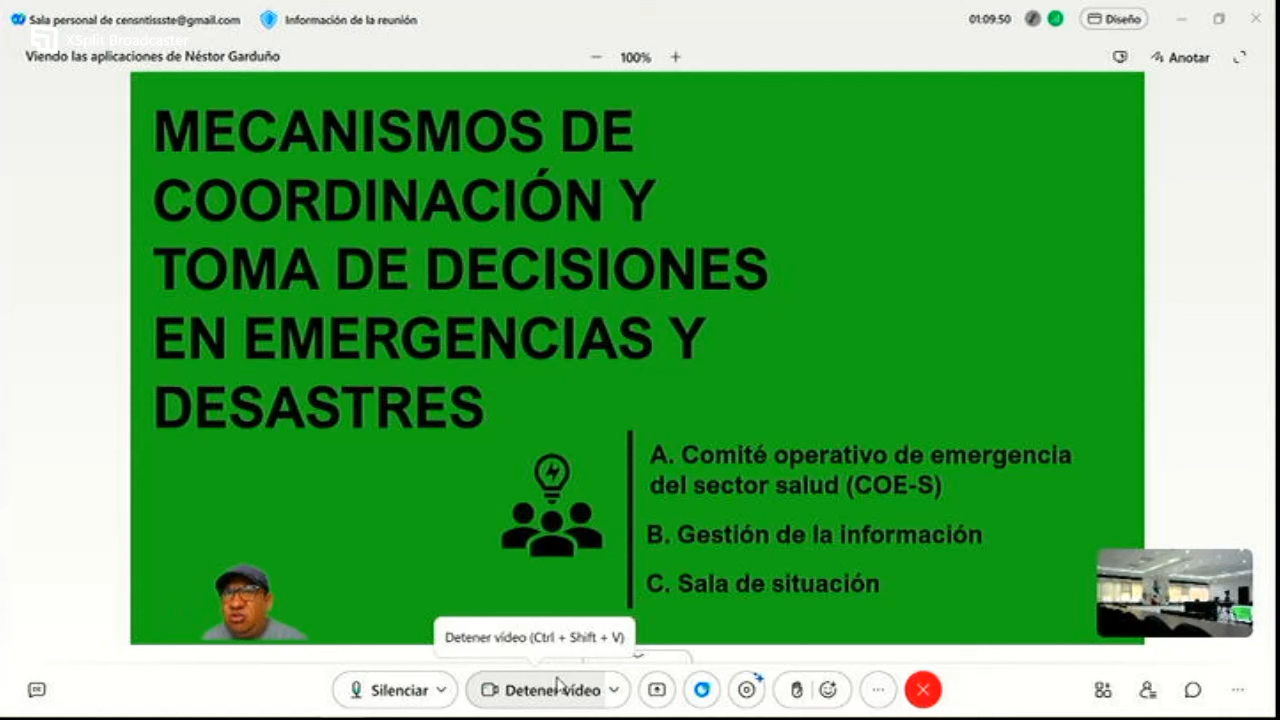 Sala personal de censntissste@gmail.com
Información de la reunión
01:09:50
Diseño
XSplit Broadcaster
Viendo las aplicaciones de Néstor Garduño
100%
Anotar
MECANISMOS DE
COORDINACIÓN Y
TOMA DE DECISIONES
EN EMERGENCIAS Y
DESASTRES
A. Comité operativo de emergencia
del sector salud (COE-S)
B. Gestión de la información
C. Sala de situación
Detener vídeo (Ctrl + Shift + V)
Silenciar
Detener vídeo